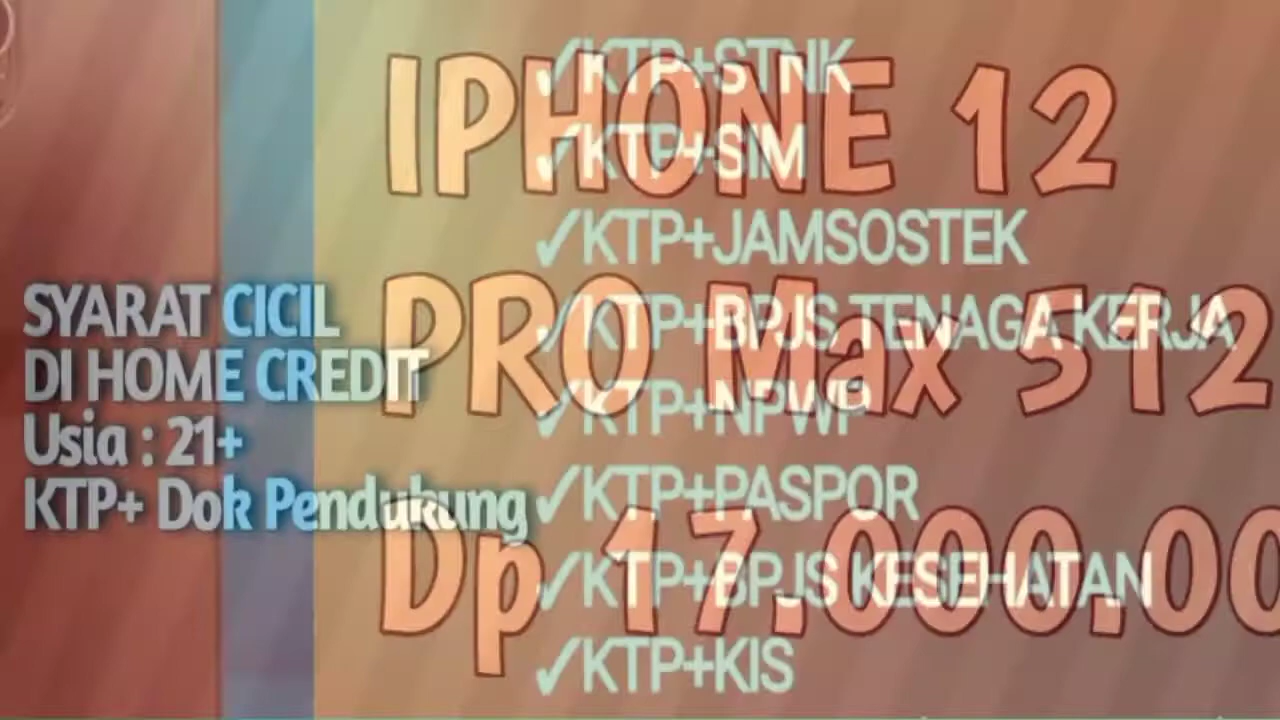 SYARAT CICIL
DI HOME CREDIT
Usia : 21+
KTP+ Dok Pendukung
✓KTP+STNK
✓KTP+SIM
✓KTP+JAMSOSTEK
✓KTP+BPJS TENAGA KERJA
✓KTP+NPWP
✓KTP+PASPOR
✓KTP+BPJS KESEHATAN
✓KTP+KIS
IPHONE 12
PRO Max 512
Dp 17.000.00